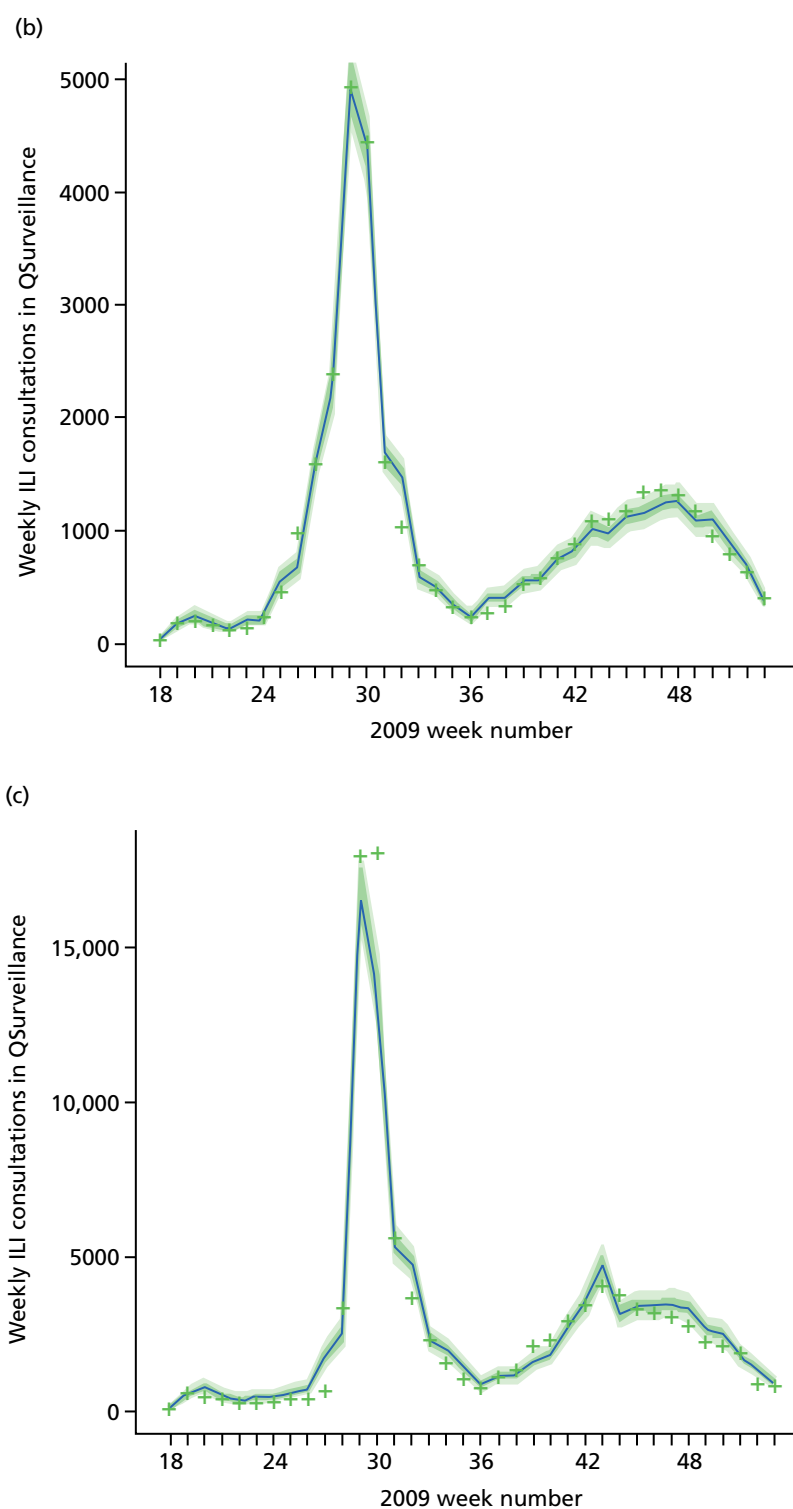 (b)
5000
4000
3000
2000
1000
0
Weekly ILI consultations in QSurveillance
18 24 30 36 42 48
2009 week number
(c)
15,000
10,000
5000
0
Weekly ILI consultations in QSurveillance
18 24 30 36 42 48
2009 week number